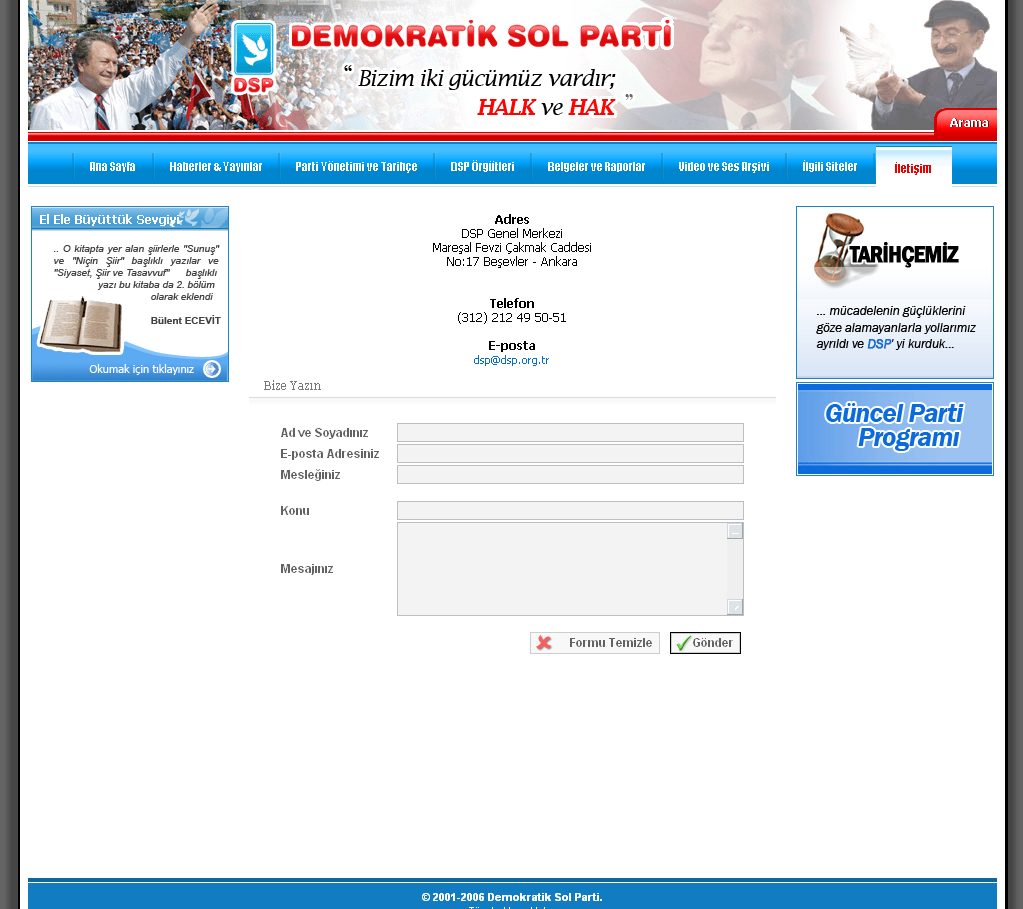 DEMOKRATİK SOL PARTİ
DSP
“ Bizim iki gücümüz vardır;
HALK ve HAK ”
Arama
Ana Sayfa
Haberler & Yayınlar
Parti Yönetimi ve Tarihçe
DSP Örgütleri
Belgeler ve Raporlar
Video ve Ses Arşivi
İlgili Siteler
İletişim
El Ele Büyüttük Sevgiyi
.. O kitapta yer alan şiirlerle "Sunuş"
ve "Niçin Şiir" başlıklı yazılar ve
"Siyaset, Şiir ve Tasavvuf" başlıklı
yazı bu kitaba da 2. bölüm
olarak eklendi
Bülent ECEVİT
Okumak için tıklayınız
Adres
DSP Genel Merkezi
Mareşal Fevzi Çakmak Caddesi
No:17 Beşevler - Ankara
Telefon
(312) 212 49 50-51
E-posta
dsp@dsp.org.tr
Bize Yazın
Ad ve Soyadınız
E-posta Adresiniz
Mesleğiniz
Konu
Mesajınız
Formu Temizle
Gönder
TARİHÇEMİZ
... mücadelenin güçlüklerini
göze alamayanlarla yollarımız
ayrıldı ve DSP' yi kurduk...
Güncel Parti
Programı
© 2001-2006 Demokratik Sol Parti.